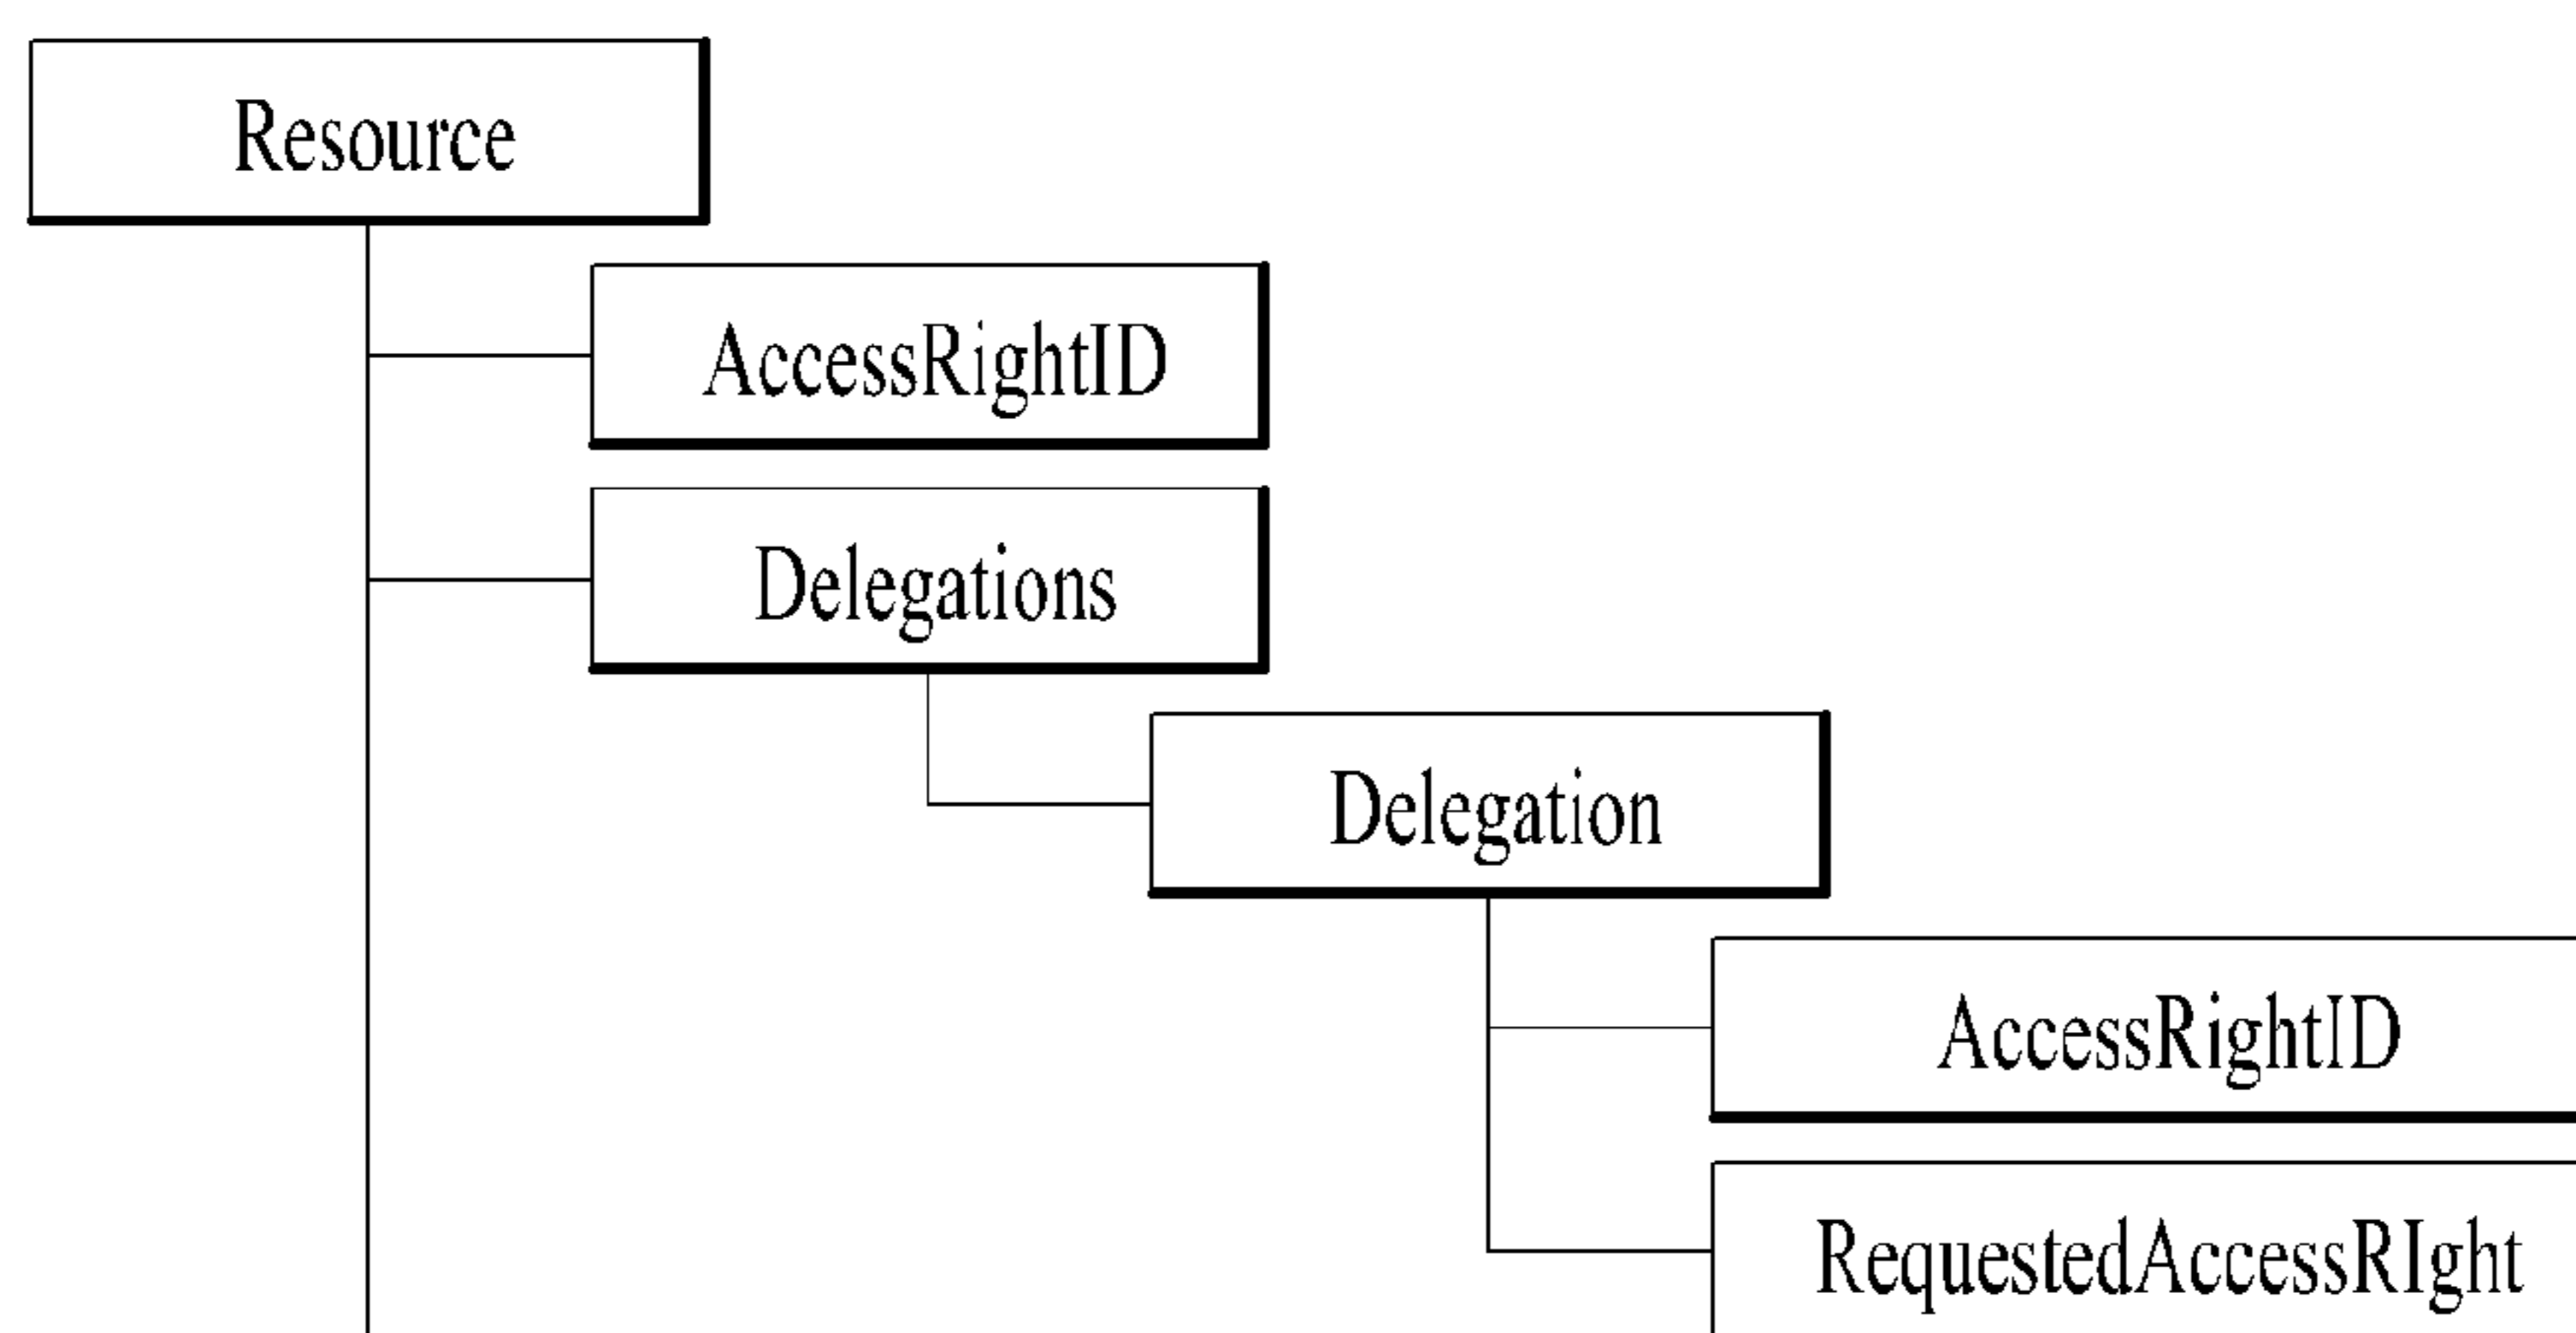 Resource
AccessRightID
Delegations
Delegation
AccessRightID
RequestedAccessRIght